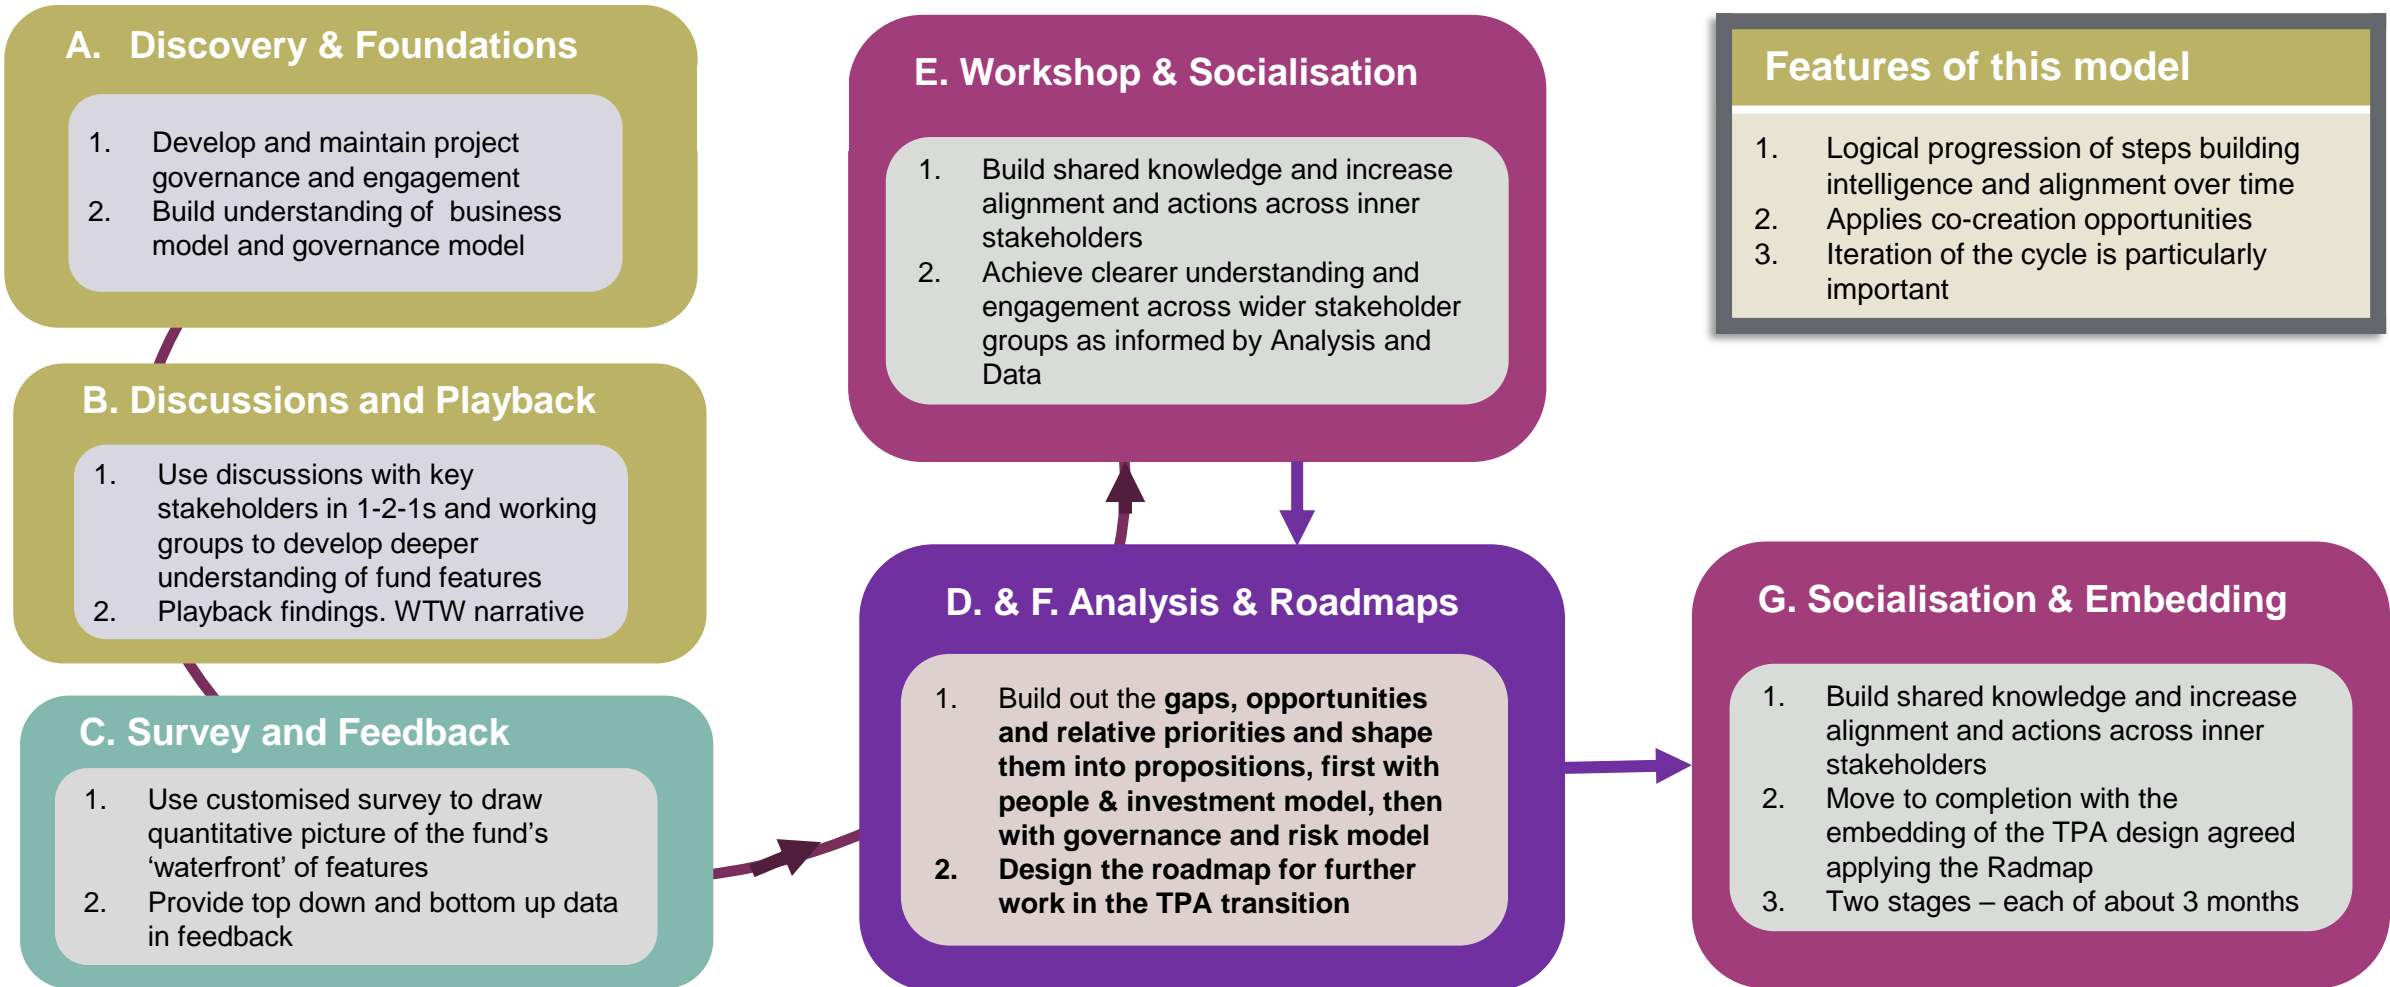 A. Discovery & Foundations
1. Develop and maintain project
governance and engagement
2. Build understanding of business
model and governance model
B. Discussions and Playback
1. Use discussions with key
stakeholders in 1-2-1s and working
groups to develop deeper
understanding of fund features
2. Playback findings. WTW narrative
C. Survey and Feedback
1. Use customised survey to draw
quantitative picture of the fund’s
‘waterfront’ of features
2. Provide top down and bottom up data
in feedback
E. Workshop & Socialisation
1. Build shared knowledge and increase
alignment and actions across inner
stakeholders
2. Achieve clearer understanding and
engagement across wider stakeholder
groups as informed by Analysis and
Data
D. & F. Analysis & Roadmaps
1. Build out the gaps, opportunities
and relative priorities and shape
them into propositions, first with
people & investment model, then
with governance and risk model
2. Design the roadmap for further
work in the TPA transition
Features of this model
1. Logical progression of steps building
intelligence and alignment over time
2. Applies co-creation opportunities
3. Iteration of the cycle is particularly
important
G. Socialisation & Embedding
1. Build shared knowledge and increase
alignment and actions across inner
stakeholders
2. Move to completion with the
embedding of the TPA design agreed
applying the Radmap
3. Two stages – each of about 3 months